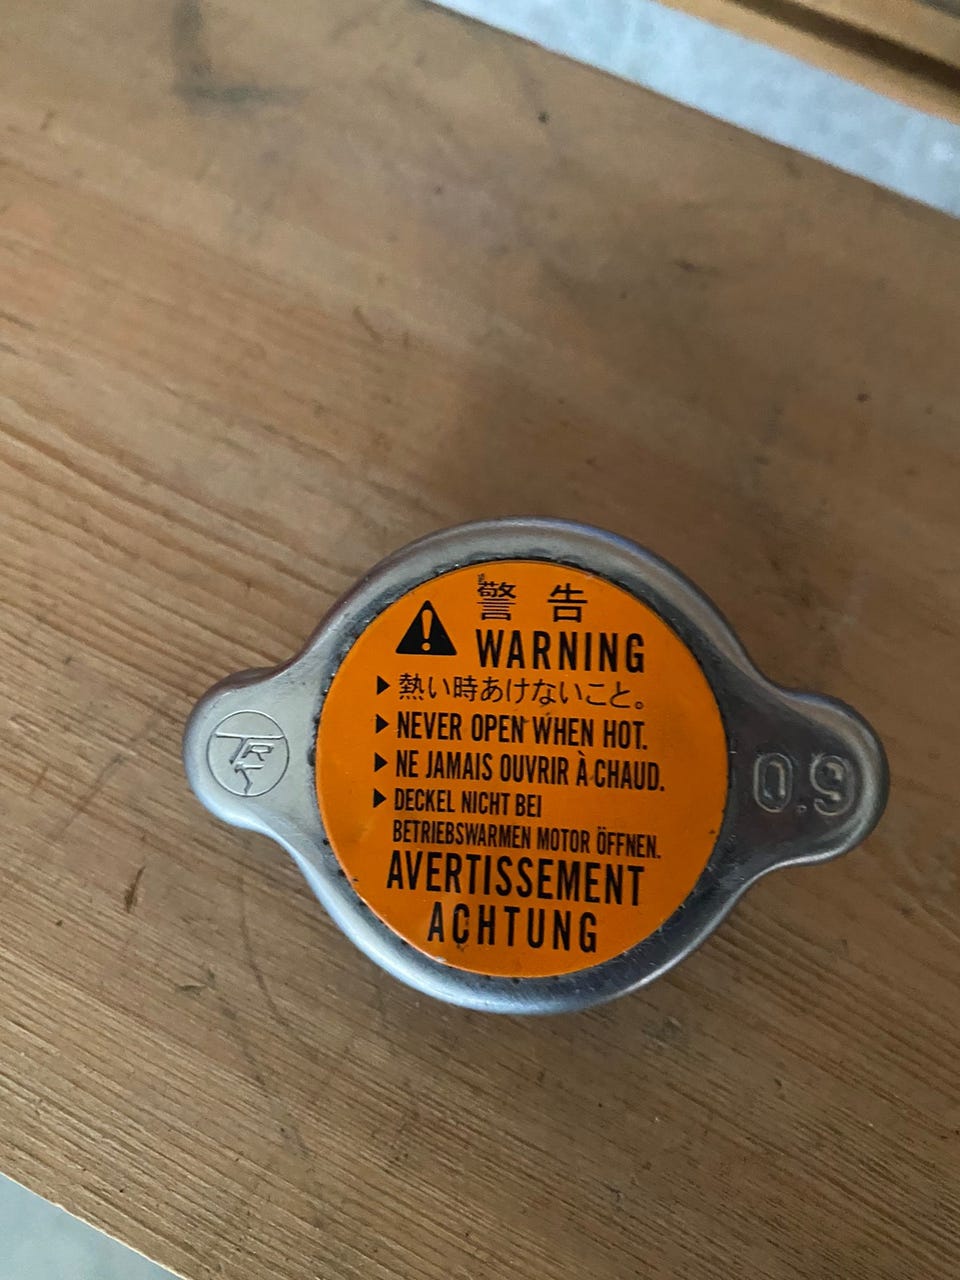 警 告
WARNING
▶熱い時あけないこと。
▶NEVER OPEN WHEN HOT.
▶NE JAMAIS OUVRIR À CHAUD.
▶DECKEL NICHT BEI
BETRIEBSWARMEN MOTOR ÖFFNEN.
AVERTISSEMENT
ACHTUNG
0.9